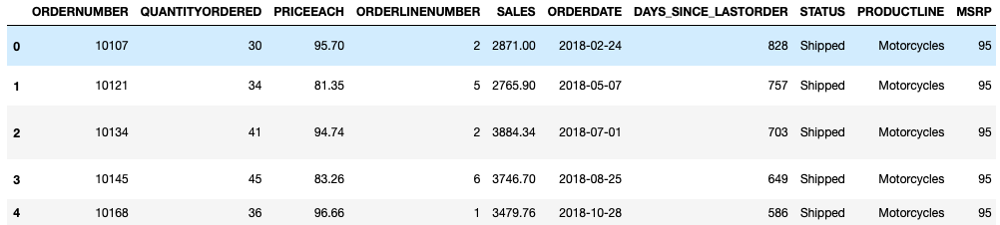 ORDERNUMBER QUANTITYORDERED PRICEEACH ORDERLINENUMBER SALES ORDERDATE DAYS_SINCE_LASTORDER STATUS PRODUCTLINE MSRP
0 10107 30 95.70 2 2871.00 2018-02-24 828 Shipped Motorcycles 95
1 10121 34 81.35 5 2765.90 2018-05-07 757 Shipped Motorcycles 95
2 10134 41 94.74 2 3884.34 2018-07-01 703 Shipped Motorcycles 95
3 10145 45 83.26 6 3746.70 2018-08-25 649 Shipped Motorcycles 95
4 10168 36 96.66 1 3479.76 2018-10-28 586 Shipped Motorcycles 95